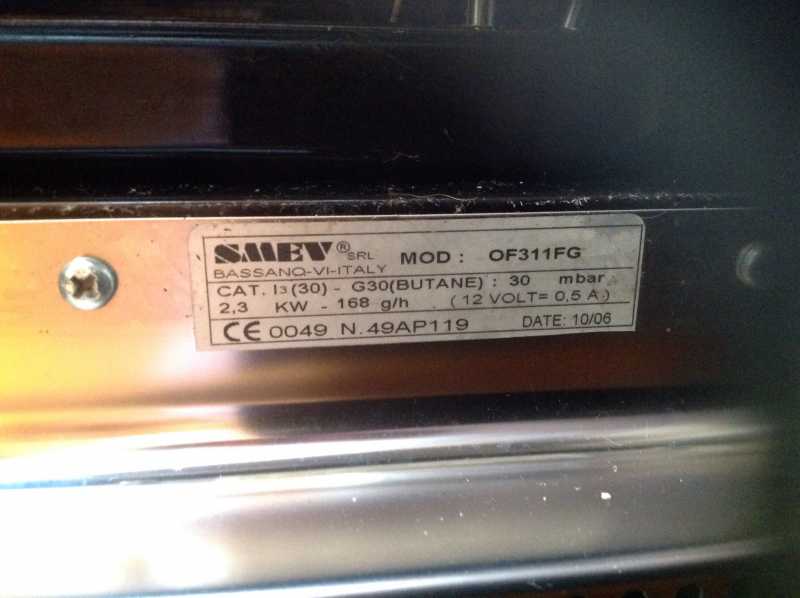 SMEV® SRL MOD : OF311FG
BASSANO-VI-ITALY
CAT. I3(30) - G30(BUTANE) : 30 mbar
2,3 KW - 168 g/h ( 12 VOLT= 0,5 A.)
CE 0049 N.49AP119 DATE: 10/06